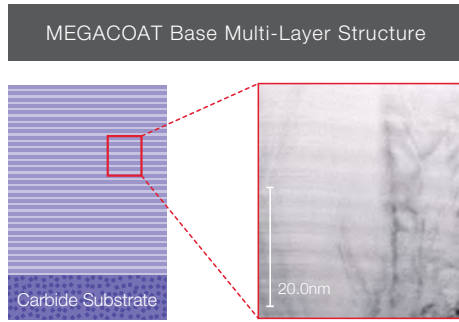 MEGACOAT Base Multi-Layer Structure
20.0nm
Carbide Substrate